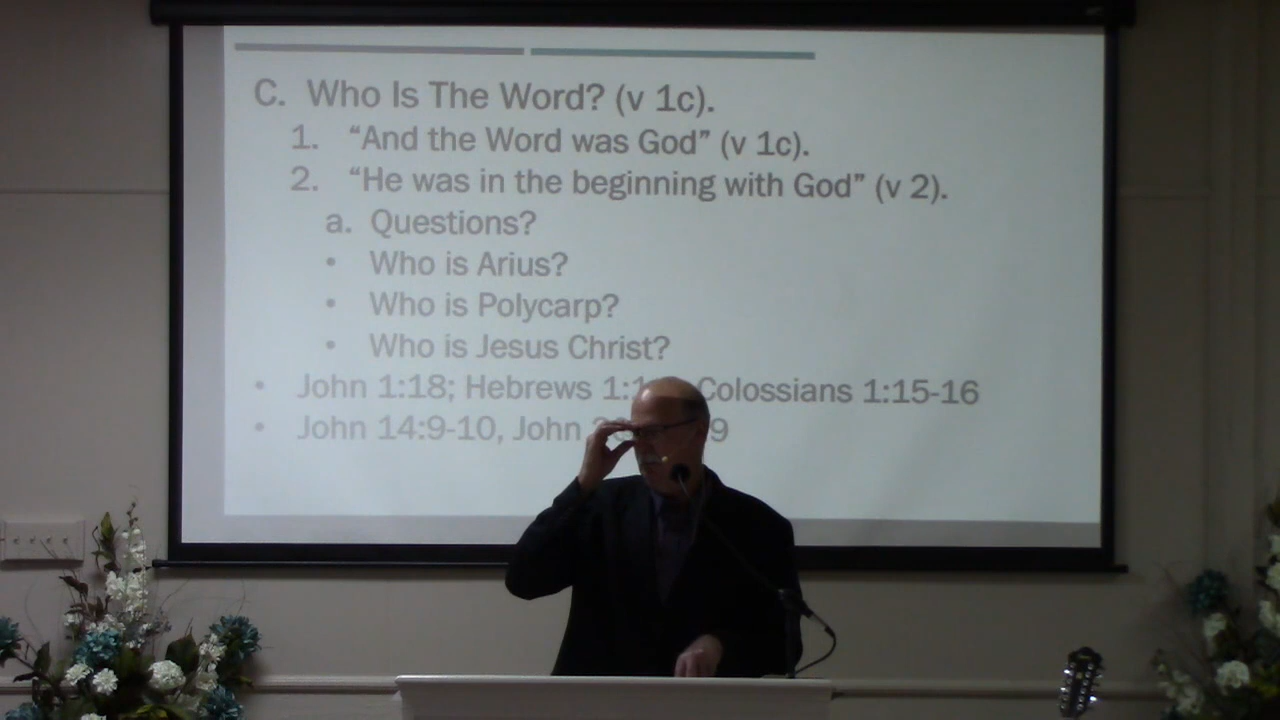 C. Who Is The Word? (v 1c).
1. “And the Word was God” (v 1c).
2. “He was in the beginning with God” (v 2).
a. Questions?
• Who is Arius?
• Who is Polycarp?
• Who is Jesus Christ?
• John 1:18; Hebrews 1:1 Colossians 1:15-16
• John 14:9-10, John 9